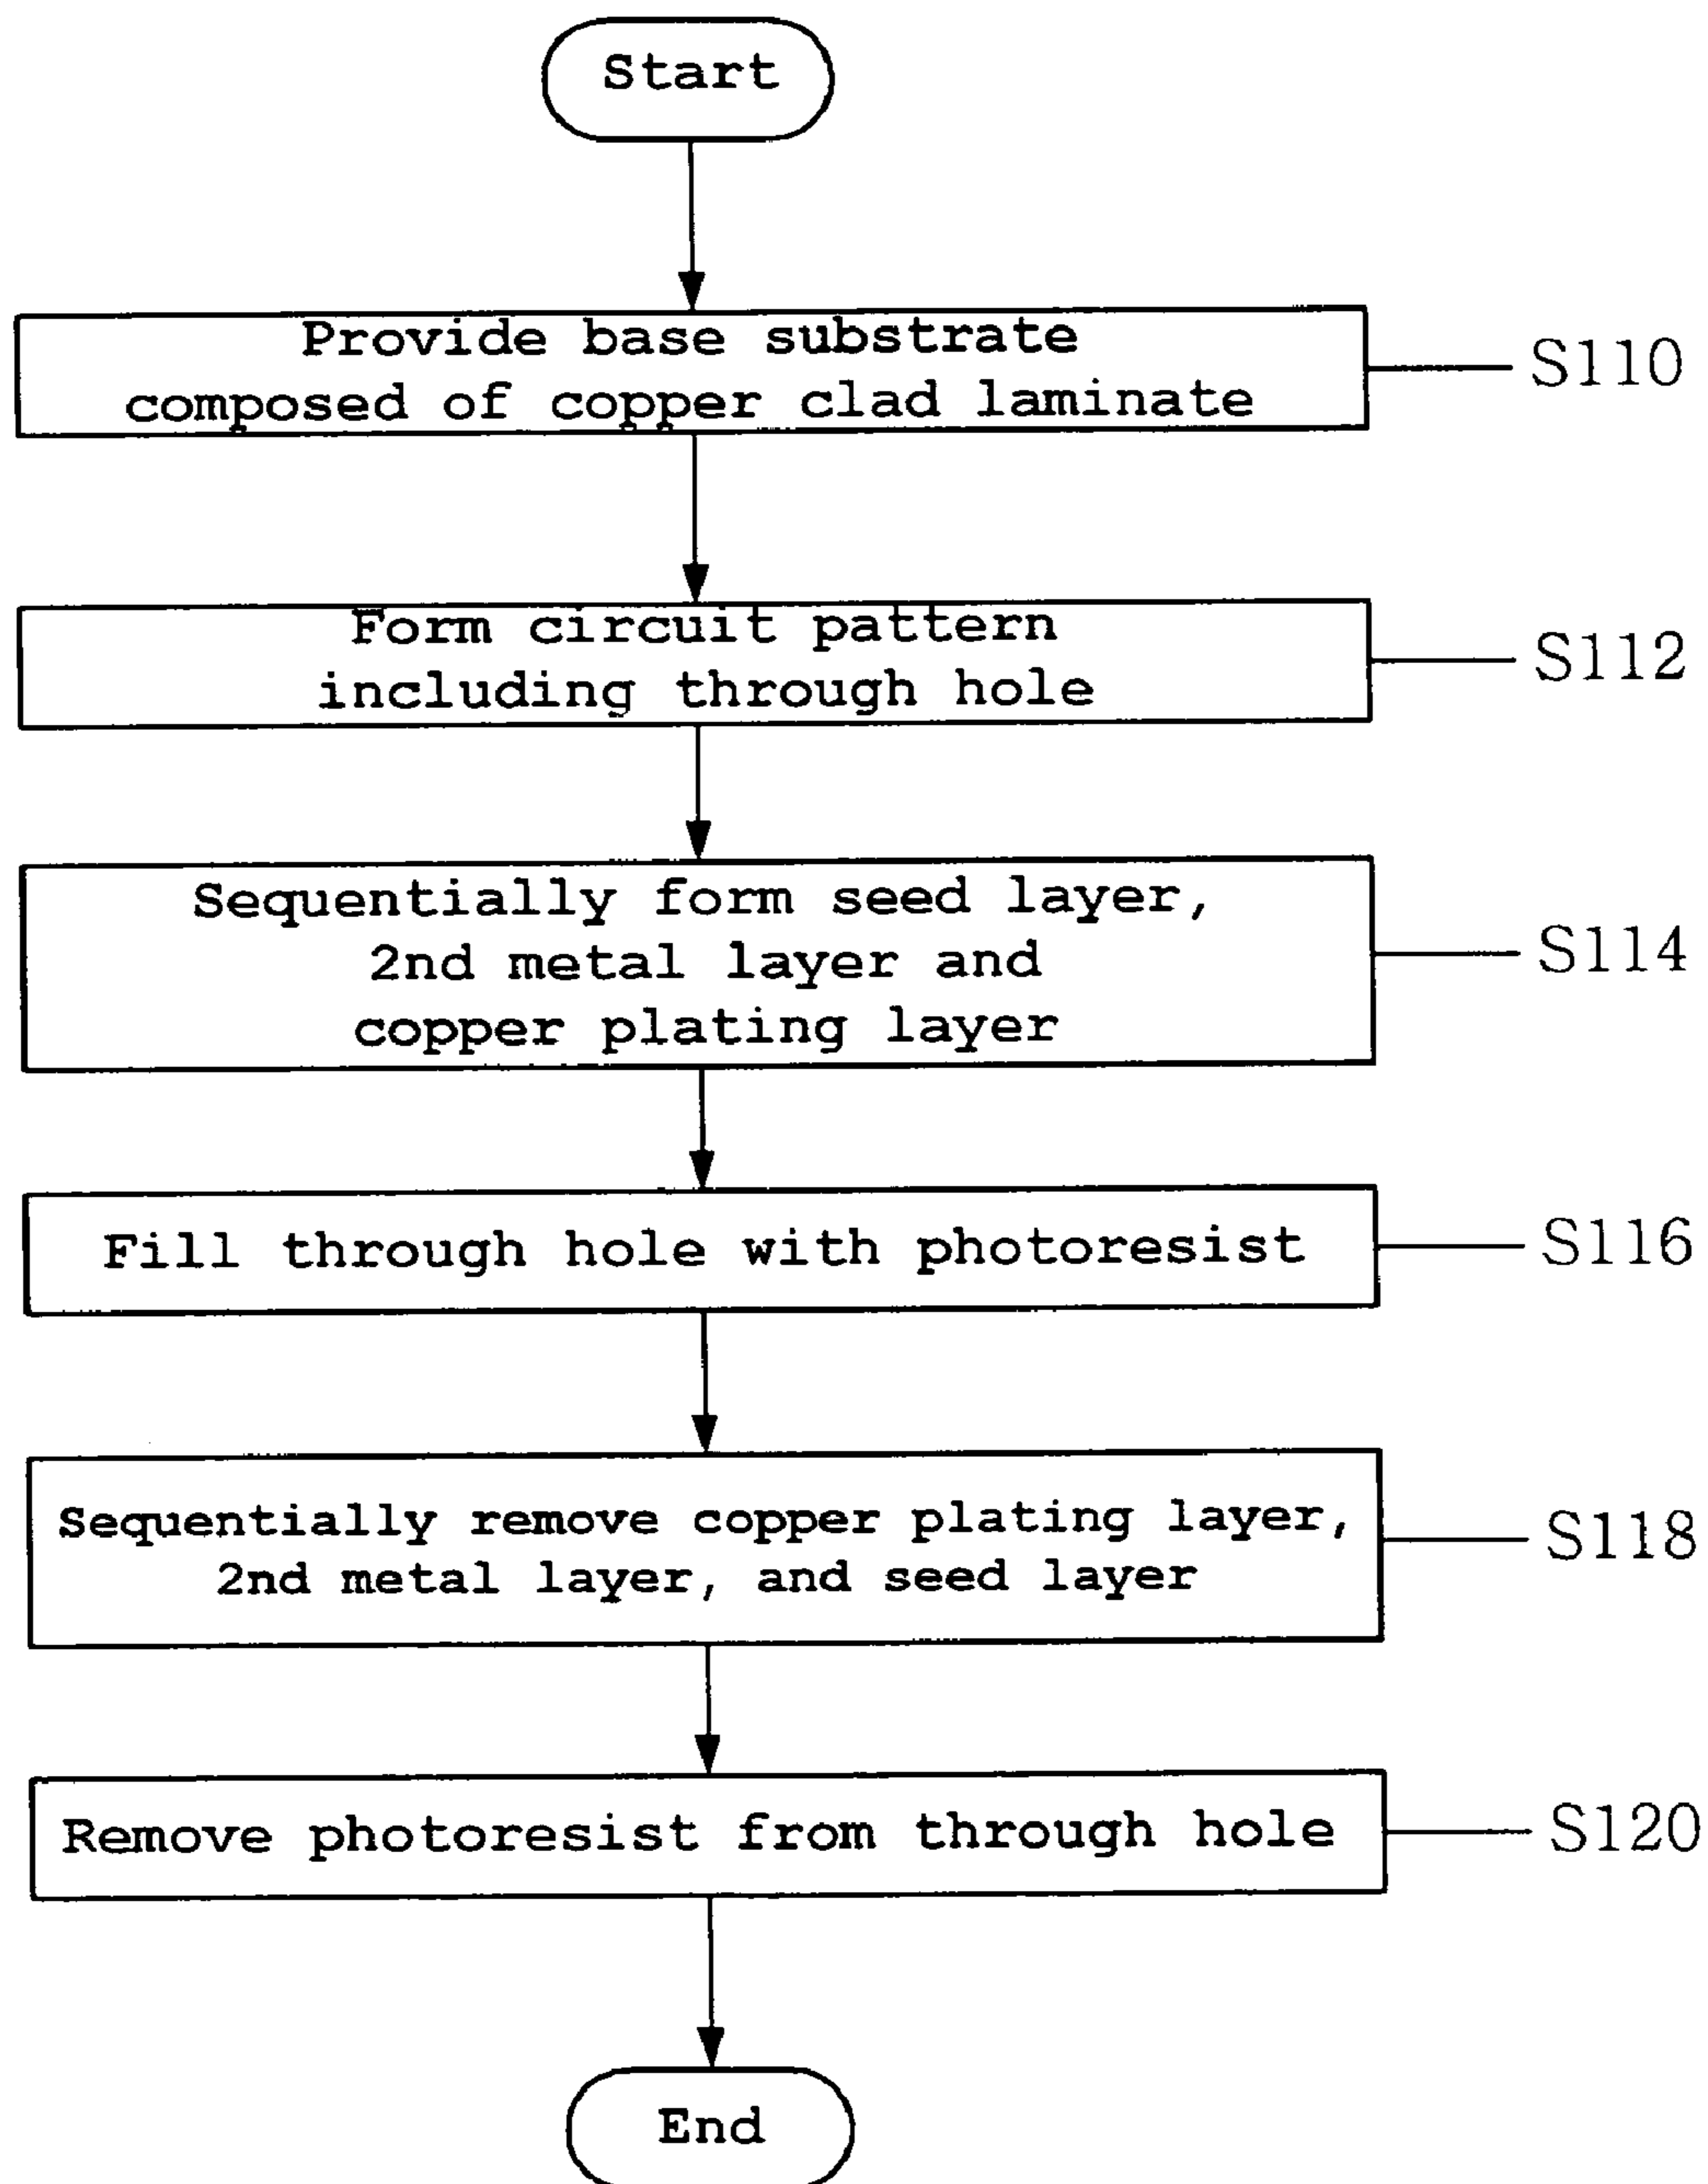 Start
Provide base substrate
composed of copper clad laminate
S110
Form circuit pattern
including through hole
S112
Sequentially form seed layer,
2nd metal layer and
copper plating layer
S114
Fill through hole with photoresist
S116
Sequentially remove copper plating layer,
2nd metal layer, and seed layer
S118
Remove photoresist from through hole
S120
End